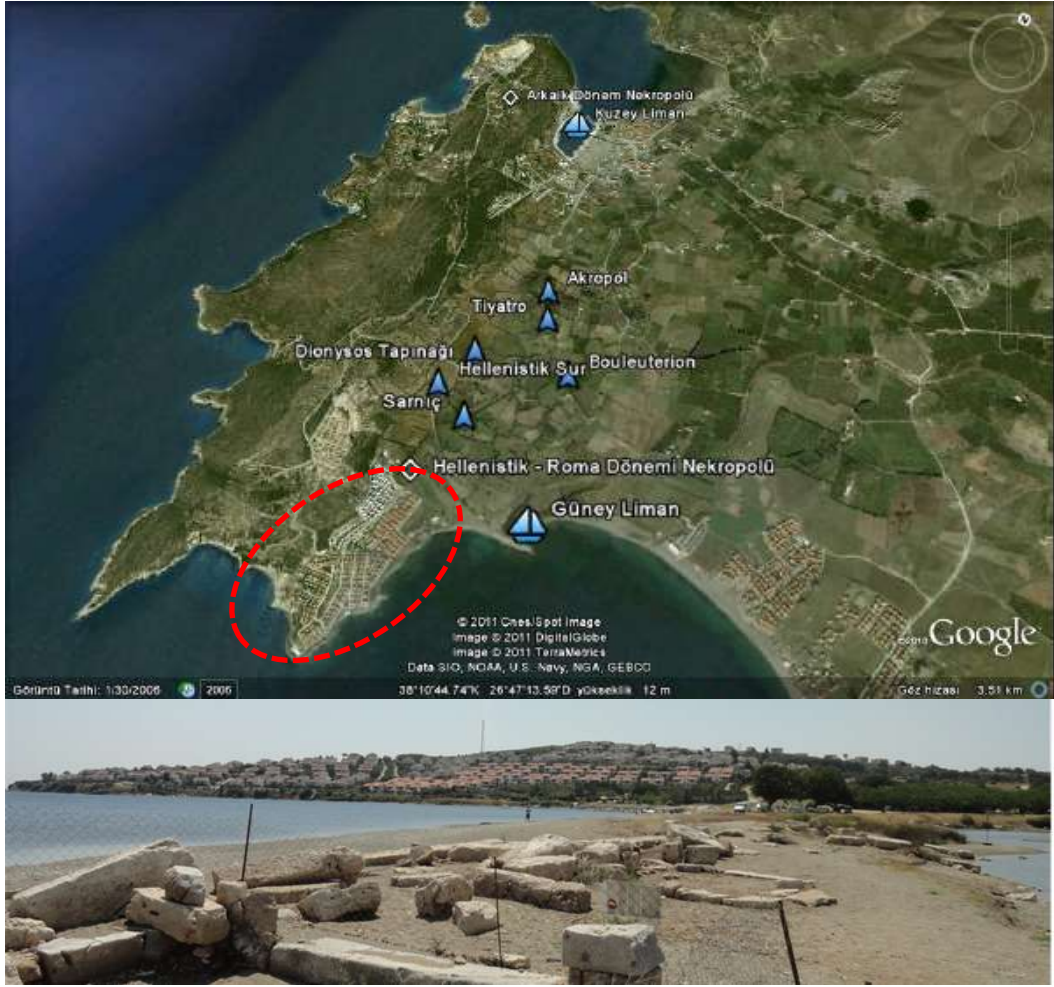 Arkaik Dönem Nekropolü
Kuzey Liman
Akropol
Tiyatro
Dionysos Tapınağı
Hellenistik Sur
Bouleuterion
Sarnıç
Hellenistik - Roma Dönemi Nekropolü
Güney Liman
© 2011 Cnes/Spot Image
Image © 2011 DigitalGlobe
Image © 2011 TerraMetrics
Data SIO, NOAA, U.S. Navy, NGA, GEBCO
©2010 Google
Görüntü Tarihi: 1/30/2006 2006 38°10'44.74"K 26°47'13.59"D yükseklik 12 m Göz hizası 3.51 km